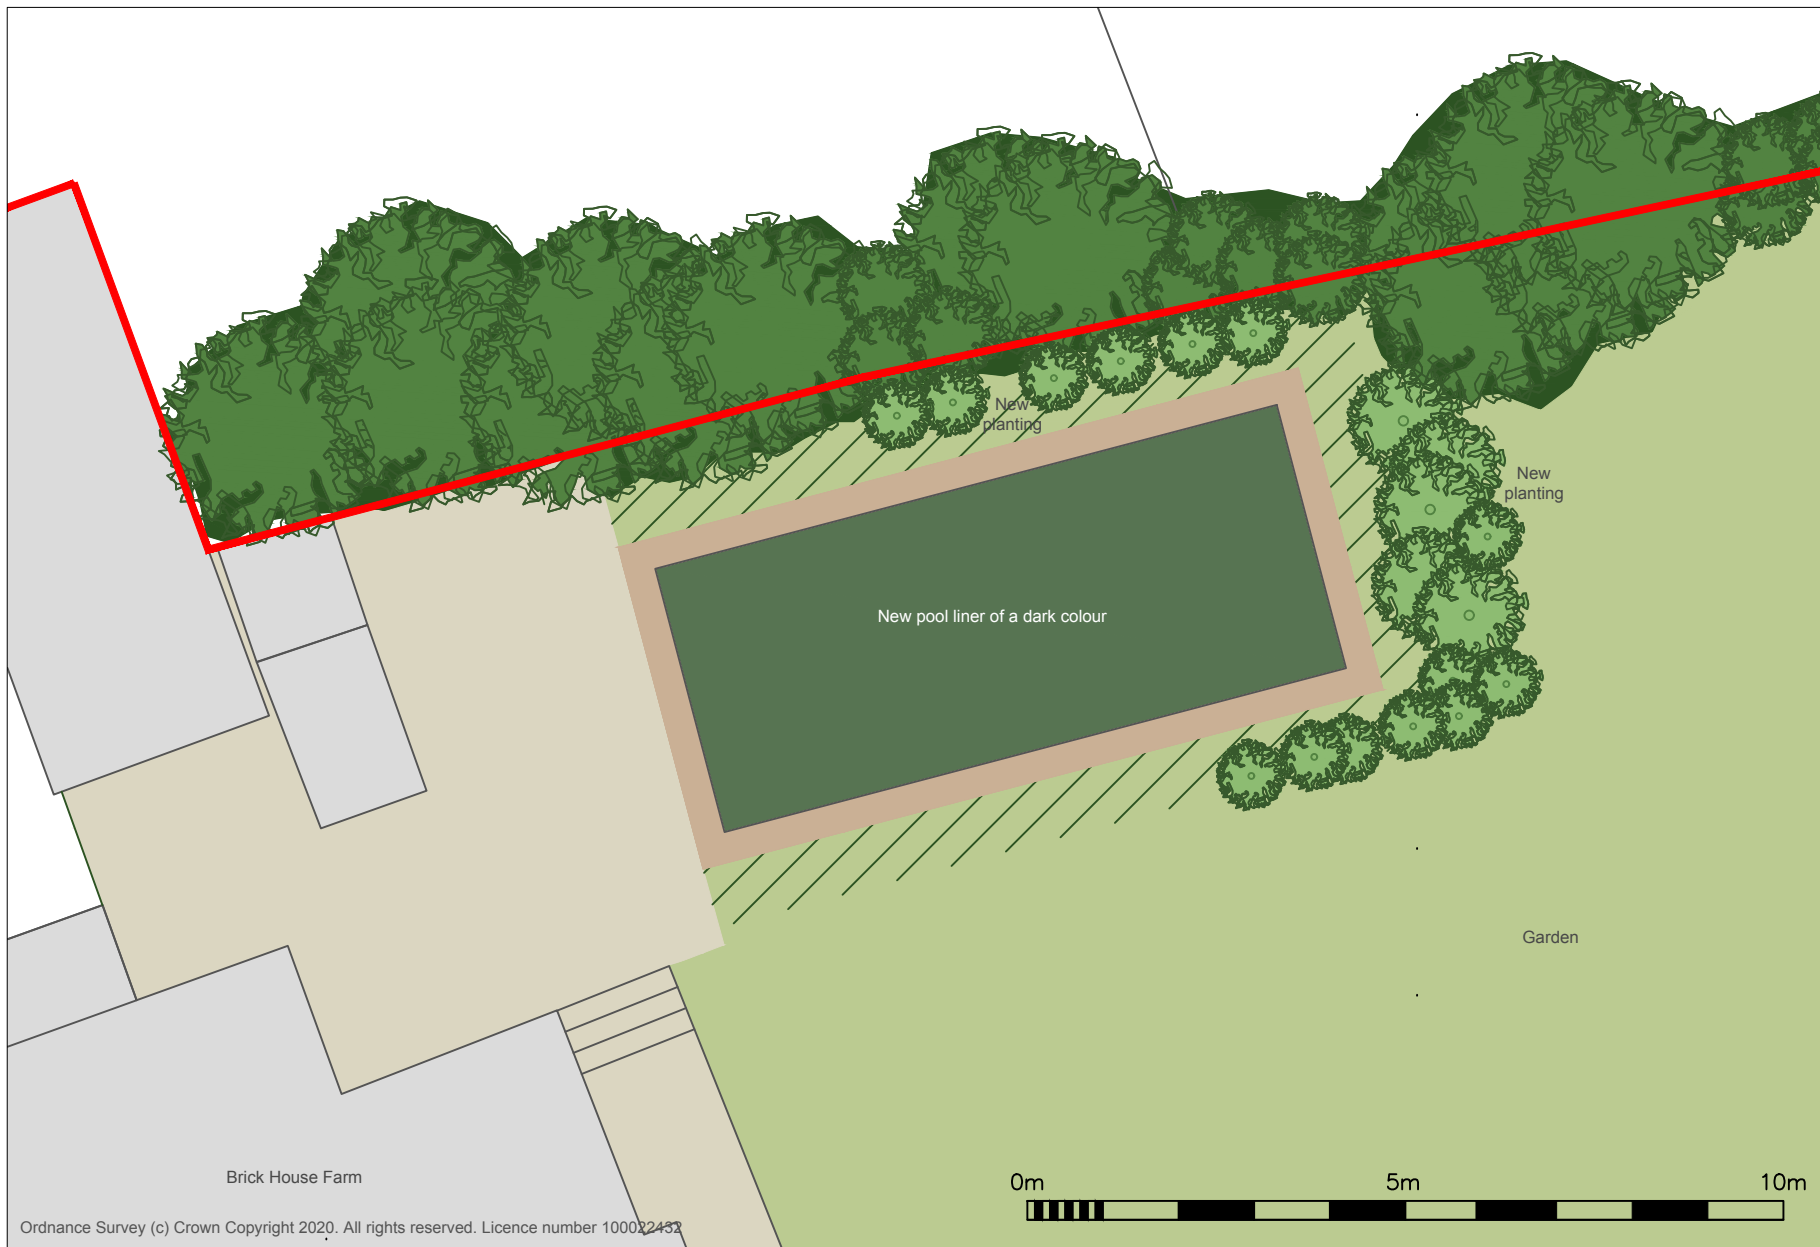 New
planting
New
planting
New pool liner of a dark colour
Garden
Brick House Farm
0m 5m 10m
Ordnance Survey (c) Crown Copyright 2020. All rights reserved. Licence number 100022432